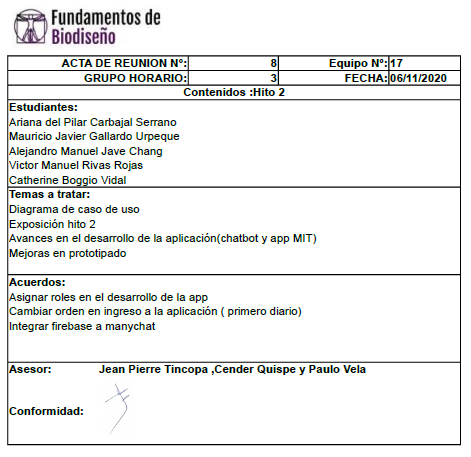 Fundamentos de
Biodiseño
ACTA DE REUNION Nº: 8 Equipo Nº: 17
GRUPO HORARIO: 3 FECHA: 06/11/2020
Contenidos :Hito 2
Estudiantes:
Ariana del Pilar Carbajal Serrano
Mauricio Javier Gallardo Urpeque
Alejandro Manuel Jave Chang
Victor Manuel Rivas Rojas
Catherine Boggio Vidal
Temas a tratar:
Diagrama de caso de uso
Exposición hito 2
Avances en el desarrollo de la aplicación(chatbot y app MIT)
Mejoras en prototipado
Acuerdos:
Asignar roles en el desarrollo de la app
Cambiar orden en ingreso a la aplicación ( primero diario)
Integrar firebase a manychat
Asesor: Jean Pierre Tincopa ,Cender Quispe y Paulo Vela
Conformidad: